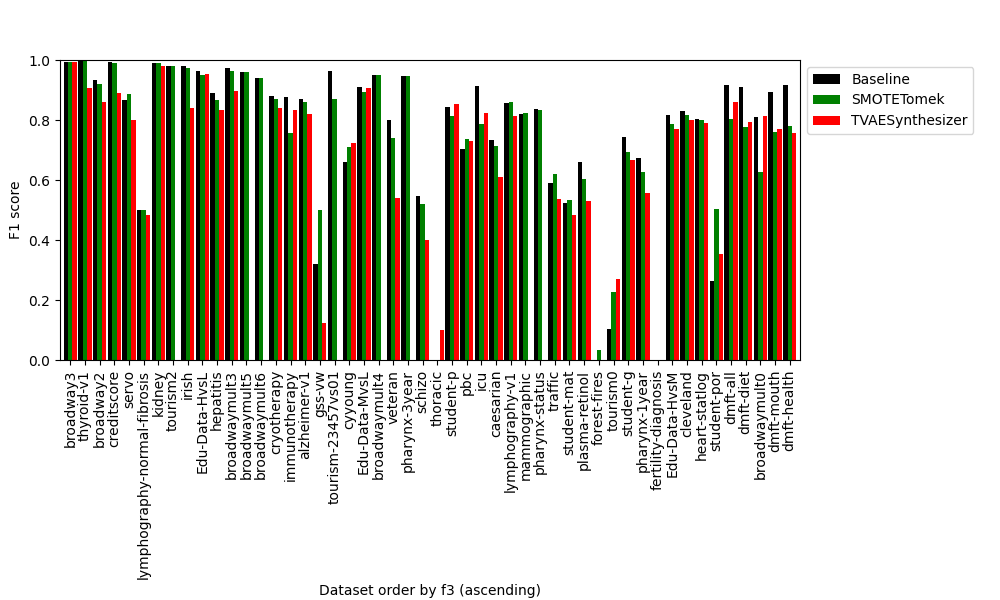 Baseline
SMOTETomek
TVAESynthesizer
1.0
0.8
0.6
0.4
0.2
0.0
F1 score
broadway3
thyroid-v1
broadway2
creditscore
servo
lymphography-normal-fibrosis
kidney
tourism2
irish
Edu-Data-HvsL
hepatitis
broadwaymult3
broadwaymult5
broadwaymult6
cryotherapy
immunotherapy
alzheimer-v1
gss-vw
tourism-23457vs01
cyyoung
Edu-Data-MvsL
broadwaymult4
veteran
pharynx-3year
schizo
thoracic
student-p
pbc
icu
caesarian
lymphography-v1
mammographic
pharynx-status
traffic
student-mat
plasma-retinol
forest-fires
tourism0
student-g
pharynx-1year
fertility-diagnosis
Edu-Data-HvsM
cleveland
heart-statlog
student-por
dmft-all
dmft-diet
broadwaymult0
dmft-mouth
dmft-health
Dataset order by f3 (ascending)